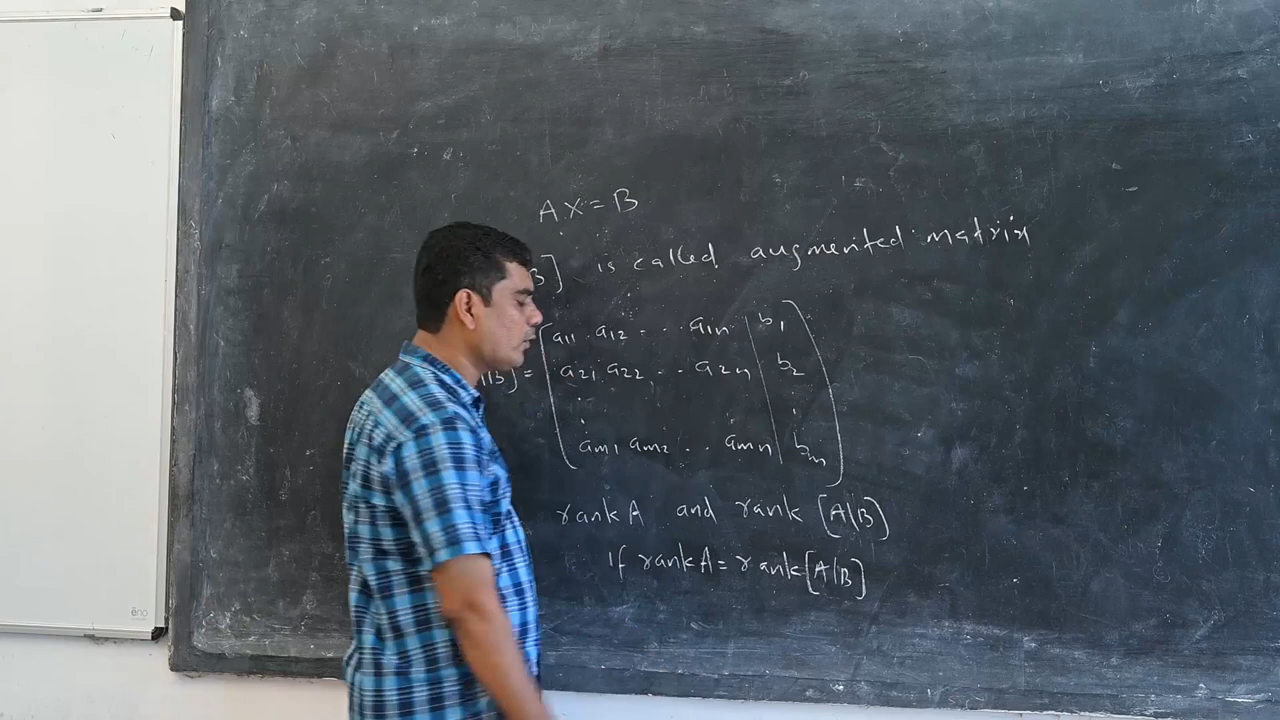 AX=B
B] is called augmented matrix
a11 a12 . . . a1n | b1
|B] = a21 a22 . . a2n | b2
. . . .
am1 am2 . . amn | bm
rank A and rank [A|B]
If rank A = rank [A|B]
ēno